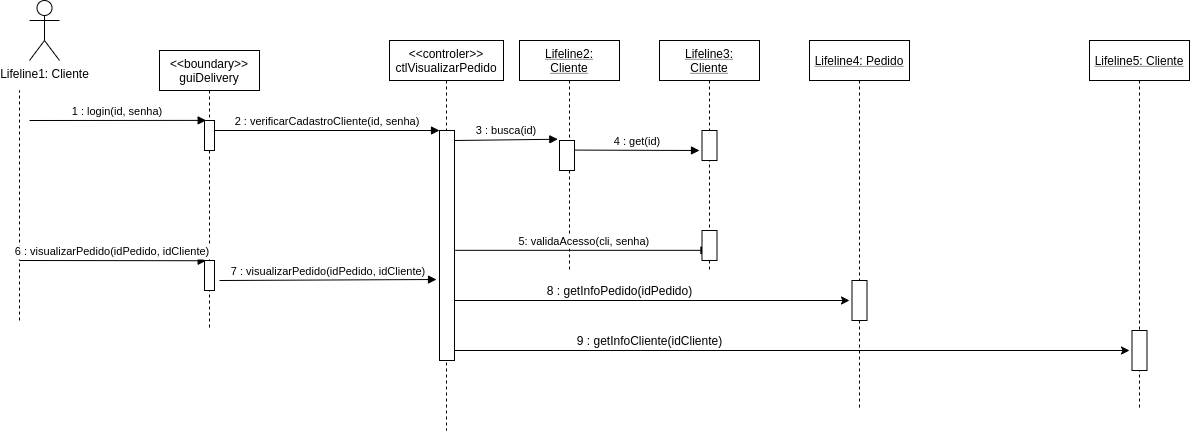 Lifeline1: Cliente
<<boundary>>
guiDelivery
<<controler>>
ctlVisualizarPedido
Lifeline2:
Cliente
Lifeline3:
Cliente
Lifeline4: Pedido
Lifeline5: Cliente
1 : login(id, senha)
2 : verificarCadastroCliente(id, senha)
3 : busca(id)
4 : get(id)
5: validaAcesso(cli, senha)
6 : visualizarPedido(idPedido, idCliente)
7 : visualizarPedido(idPedido, idCliente)
8 : getInfoPedido(idPedido)
9 : getInfoCliente(idCliente)